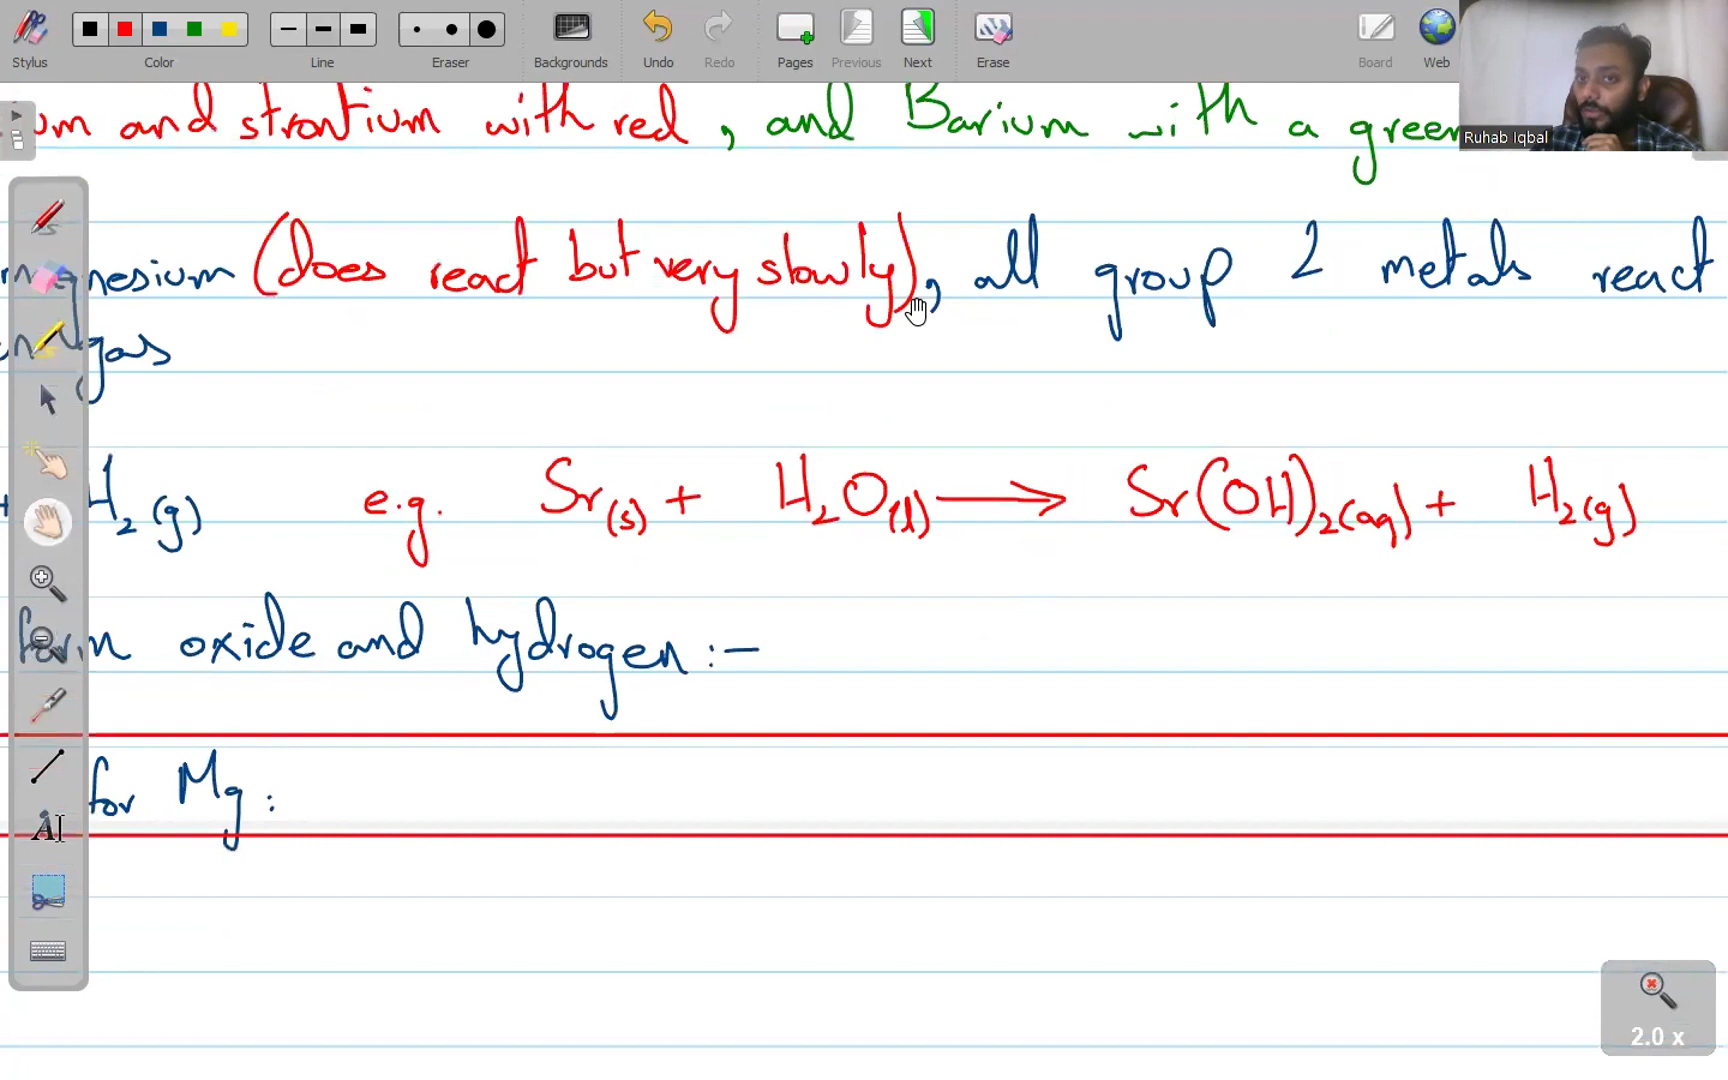 Stylus Color Line Eraser Backgrounds Undo Redo Pages Previous Next Erase Board Web
um and strontium with red, and Barium with a green
Ruhab Iqbal
magnesium (does react but very slowly), all group 2 metals react
gas
H₂(g) e.g. Sr(s) + H₂O(l) ⟶ Sr(OH)₂(aq) + H₂(g)
form oxide and hydrogen :-
for Mg :
2.0 x